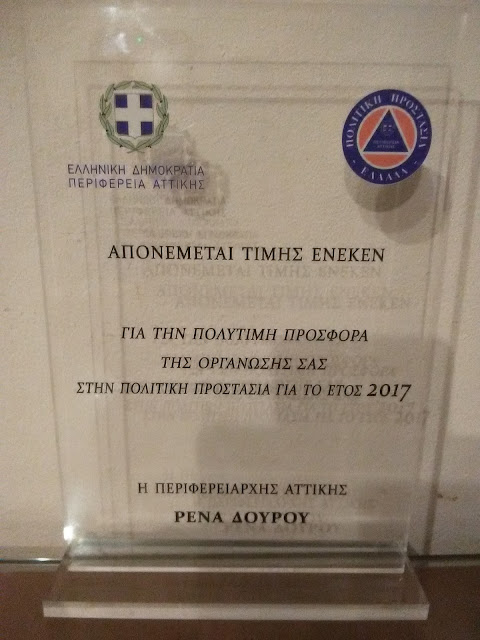 ΕΛΛΗΝΙΚΗ ΔΗΜΟΚΡΑΤΙΑ
ΠΕΡΙΦΕΡΕΙΑ ΑΤΤΙΚΗΣ
ΠΟΛΙΤΙΚΗ ΠΡΟΣΤΑΣΙΑ
ΕΛΛΑΔΑ
ΑΠΟΝΕΜΕΤΑΙ ΤΙΜΗΣ ΕΝΕΚΕΝ
ΓΙΑ ΤΗΝ ΠΟΛΥΤΙΜΗ ΠΡΟΣΦΟΡΑ
ΤΗΣ ΟΡΓΑΝΩΣΗΣ ΣΑΣ
ΣΤΗΝ ΠΟΛΙΤΙΚΗ ΠΡΟΣΤΑΣΙΑ ΓΙΑ ΤΟ ΕΤΟΣ 2017
Η ΠΕΡΙΦΕΡΕΙΑΡΧΗΣ ΑΤΤΙΚΗΣ
ΡΕΝΑ ΔΟΥΡΟΥ